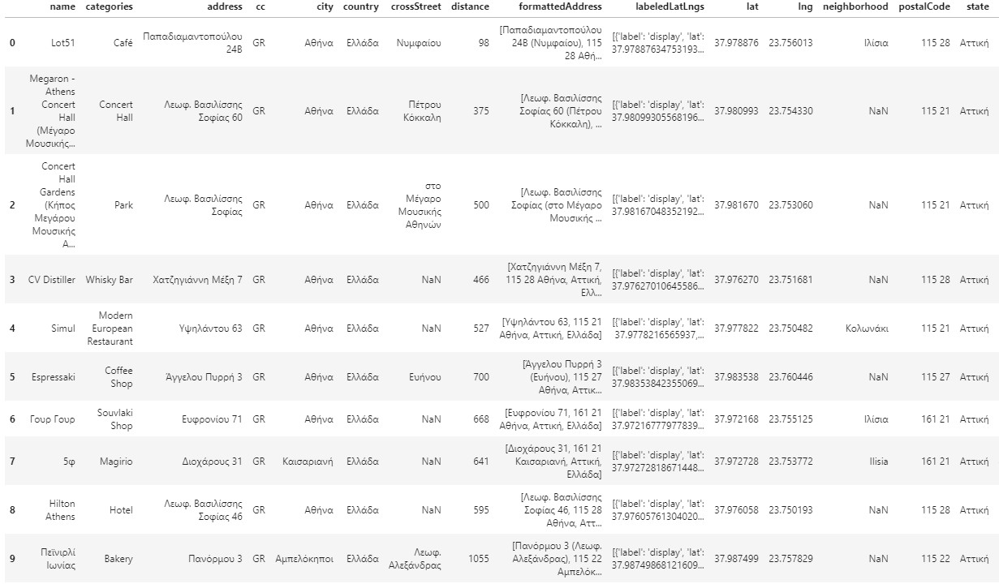 name categories address cc city country crossStreet distance formattedAddress labeledLatLngs lat lng neighborhood postalCode state
0 Lot51 Café Παπαδιαμαντοπούλου 24Β GR Αθήνα Ελλάδα Νυμφαίου 98 [Παπαδιαμαντοπούλου 24Β (Νυμφαίου), 115 28 Αθή... [{'label': 'display', 'lat': 37.97887634753193... 37.978876 23.756013 Ιλίσια 115 28 Αττική
1 Megaron - Athens Concert Hall (Μέγαρο Μουσικής... Concert Hall Λεωφ. Βασιλίσσης Σοφίας 60 GR Αθήνα Ελλάδα Πέτρου Κόκκαλη 375 [Λεωφ. Βασιλίσσης Σοφίας 60 (Πέτρου Κόκκαλη), ... [{'label': 'display', 'lat': 37.98099305568196... 37.980993 23.754330 NaN 115 21 Αττική
2 Concert Hall Gardens (Κήπος Μεγάρου Μουσικής Α... Park Λεωφ. Βασιλίσσης Σοφίας GR Αθήνα Ελλάδα στο Μέγαρο Μουσικής Αθηνών 500 [Λεωφ. Βασιλίσσης Σοφίας (στο Μέγαρο Μουσικής ... [{'label': 'display', 'lat': 37.98167048352192... 37.981670 23.753060 NaN 115 21 Αττική
3 CV Distiller Whisky Bar Χατζηγιάννη Μέξη 7 GR Αθήνα Ελλάδα NaN 466 [Χατζηγιάννη Μέξη 7, 115 28 Αθήνα, Αττική, Ελλ... [{'label': 'display', 'lat': 37.97627010645586... 37.976270 23.751681 NaN 115 28 Αττική
4 Simul Modern European Restaurant Υψηλάντου 63 GR Αθήνα Ελλάδα NaN 527 [Υψηλάντου 63, 115 21 Αθήνα, Αττική, Ελλάδα] [{'label': 'display', 'lat': 37.9778216565937,... 37.977822 23.750482 Κολωνάκι 115 21 Αττική
5 Espressaki Coffee Shop Άγγελου Πυρρή 3 GR Αθήνα Ελλάδα Ευήνου 700 [Άγγελου Πυρρή 3 (Ευήνου), 115 27 Αθήνα, Αττικ... [{'label': 'display', 'lat': 37.98353842355069... 37.983538 23.760446 NaN 115 27 Αττική
6 Γουρ Γουρ Souvlaki Shop Ευφρονίου 71 GR Αθήνα Ελλάδα NaN 668 [Ευφρονίου 71, 161 21 Αθήνα, Αττική, Ελλάδα] [{'label': 'display', 'lat': 37.97216777977839... 37.972168 23.755125 Ιλίσια 161 21 Αττική
7 5φ Magirio Διοχάρους 31 GR Καισαριανή Ελλάδα NaN 641 [Διοχάρους 31, 161 21 Καισαριανή, Αττική, Ελλάδα] [{'label': 'display', 'lat': 37.97272818671448... 37.972728 23.753772 Ilisia 161 21 Αττική
8 Hilton Athens Hotel Λεωφ. Βασιλίσσης Σοφίας 46 GR Αθήνα Ελλάδα NaN 595 [Λεωφ. Βασιλίσσης Σοφίας 46, 115 28 Αθήνα, Αττ... [{'label': 'display', 'lat': 37.97605761304020... 37.976058 23.750193 NaN 115 28 Αττική
9 Πεϊνιρλί Ιωνίας Bakery Πανόρμου 3 GR Αμπελόκηποι Ελλάδα Λεωφ. Αλεξάνδρας 1055 [Πανόρμου 3 (Λεωφ. Αλεξάνδρας), 115 22 Αμπελόκ... [{'label': 'display', 'lat': 37.98749868121609... 37.987499 23.757829 NaN 115 22 Αττική